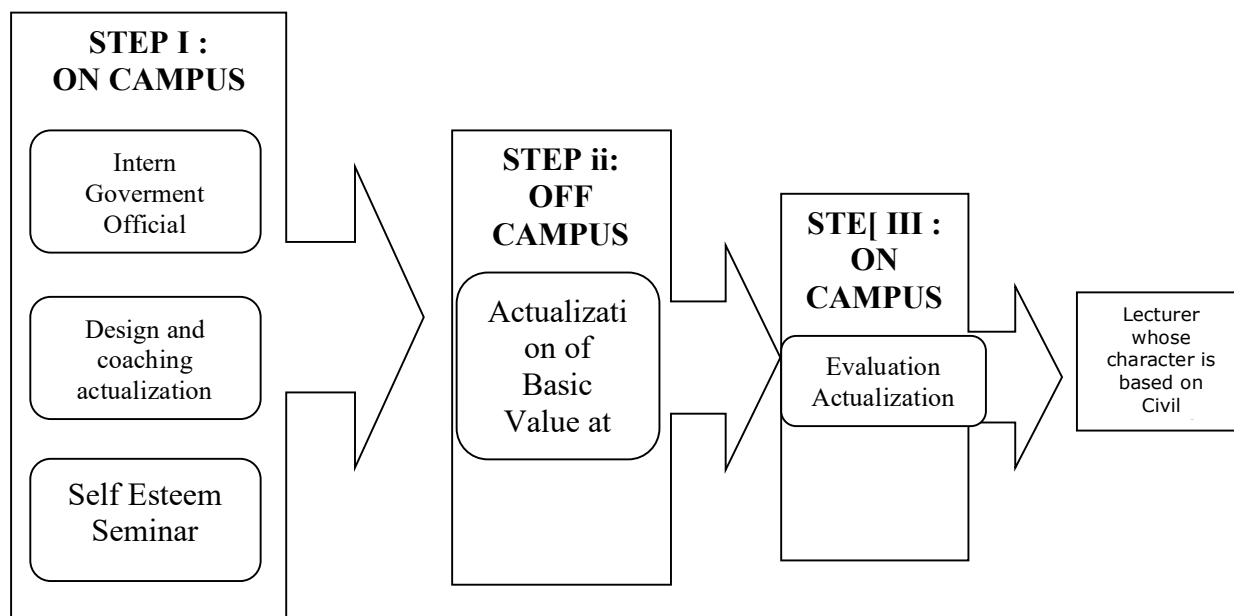 STEP I :
ON CAMPUS
Intern
Goverment
Official
Design and
coaching
actualization
Self Esteem
Seminar
STEP ii:
OFF
CAMPUS
Actualizati
on of
Basic
Value at
STE[ III :
ON
CAMPUS
Evaluation
Actualization
Lecturer
whose
character is
based on
Civil